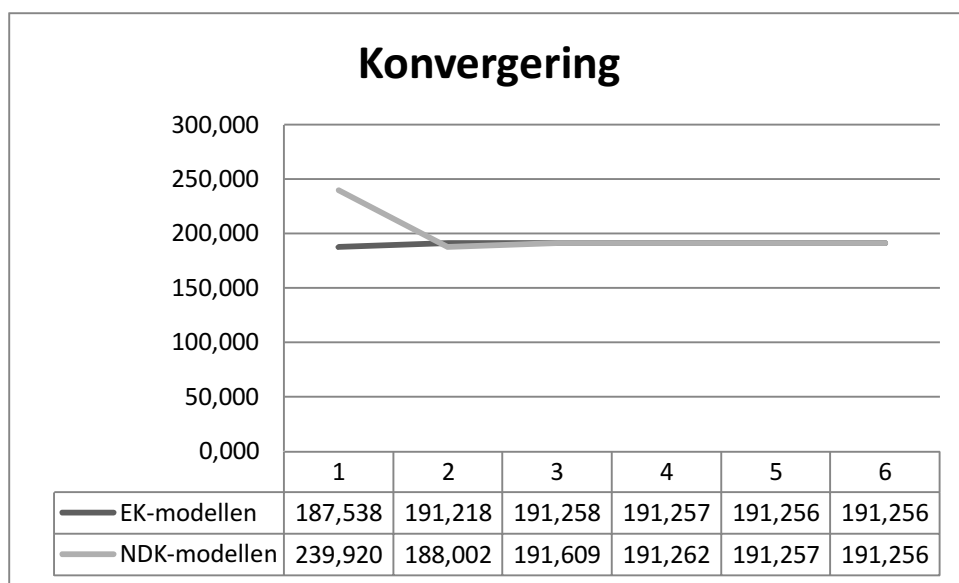 Konvergering
300,000
250,000
200,000
150,000
100,000
50,000
0,000
1 2 3 4 5 6
EK-modellen 187,538 191,218 191,258 191,257 191,256 191,256
NDK-modellen 239,920 188,002 191,609 191,262 191,257 191,256